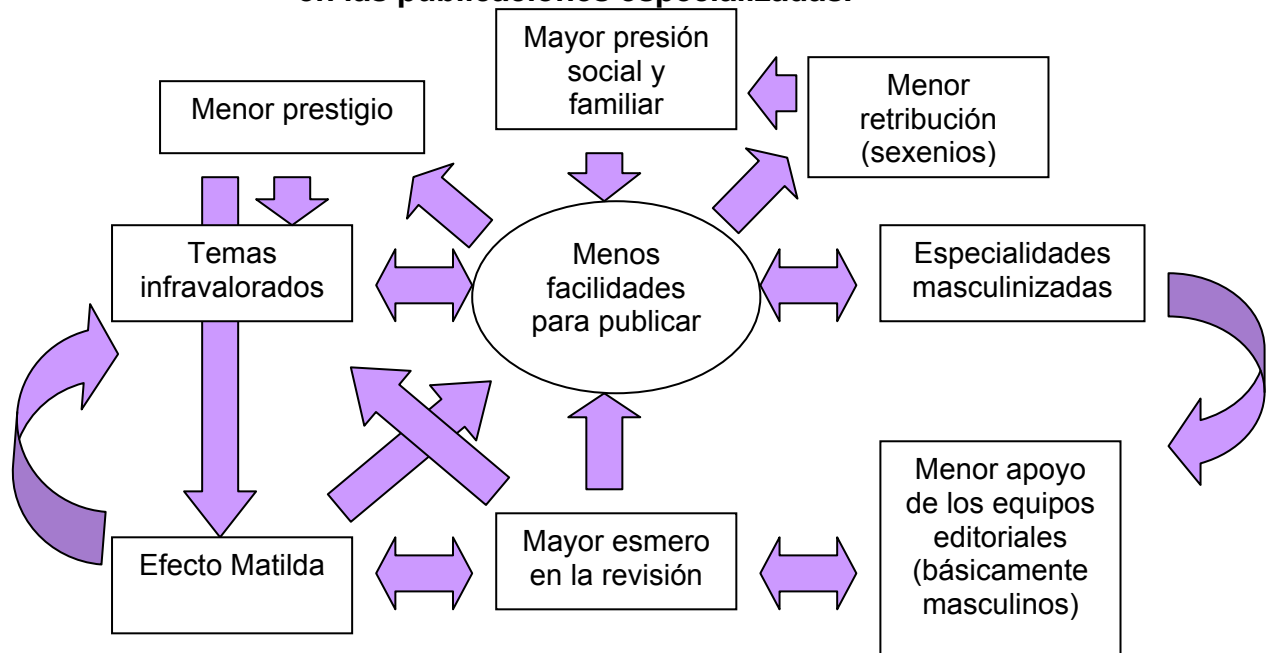 en las publicaciones especializadas.
Mayor presión
social y
familiar
Menor
retribución
(sexenios)
Menor prestigio
Temas
infravalorados
Menos
facilidades
para publicar
Especialidades
masculinizadas
Efecto Matilda
Mayor esmero
en la revisión
Menor apoyo
de los equipos
editoriales
(básicamente
masculinos)